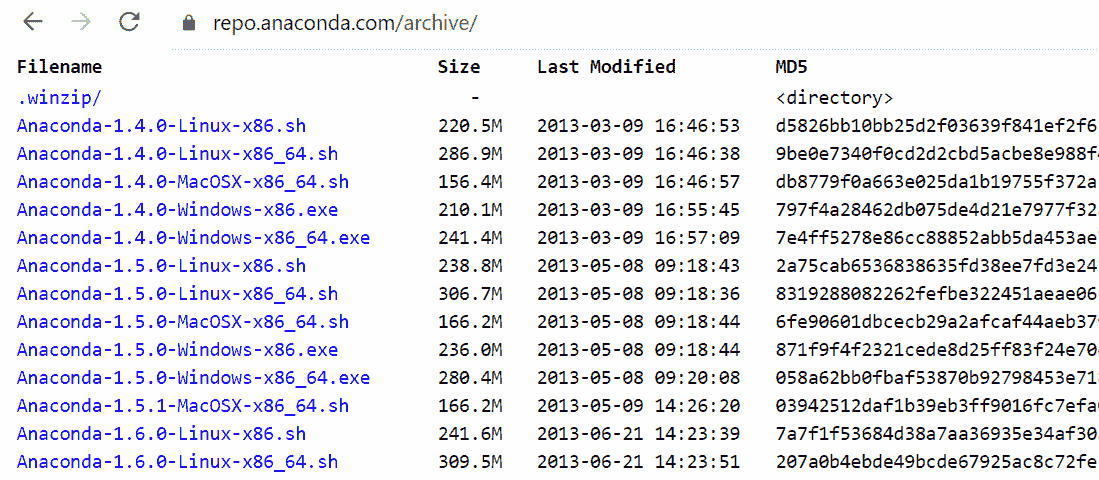 repo.anaconda.com/archive/
Filename Size Last Modified MD5
.winzip/ - <directory>
Anaconda-1.4.0-Linux-x86.sh 220.5M 2013-03-09 16:46:53 d5826bb10bb25d2f03639f841ef2f6
Anaconda-1.4.0-Linux-x86_64.sh 286.9M 2013-03-09 16:46:38 9be0e7340f0cd2d2cbd5acbe8e988f
Anaconda-1.4.0-MacOSX-x86_64.sh 156.4M 2013-03-09 16:46:57 db8779f0a663e025da1b19755f372a
Anaconda-1.4.0-Windows-x86.exe 210.1M 2013-03-09 16:55:45 797f4a28462db075de4d21e7977f32
Anaconda-1.4.0-Windows-x86_64.exe 241.4M 2013-03-09 16:57:09 7e4ff5278e86cc88852abb5da453ae
Anaconda-1.5.0-Linux-x86.sh 238.8M 2013-05-08 09:18:43 2a75cab6536838635fd38ee7fd3e24
Anaconda-1.5.0-Linux-x86_64.sh 306.7M 2013-05-08 09:18:36 8319288082262fefbe322451aeae06
Anaconda-1.5.0-MacOSX-x86_64.sh 166.2M 2013-05-08 09:18:44 6fe90601dbcecb29a2afcaf44aeb37
Anaconda-1.5.0-Windows-x86.exe 236.0M 2013-05-08 09:18:44 871f9f4f2321cede8d25ff83f24e70
Anaconda-1.5.0-Windows-x86_64.exe 280.4M 2013-05-08 09:20:08 058a62bb0fbaf53870b92798453e71
Anaconda-1.5.1-MacOSX-x86_64.sh 166.2M 2013-05-09 14:26:20 03942512daf1b39eb3ff9016fc7efa
Anaconda-1.6.0-Linux-x86.sh 241.6M 2013-06-21 14:23:39 7a7f1f53684d38a7aa36935e34af30
Anaconda-1.6.0-Linux-x86_64.sh 309.5M 2013-06-21 14:23:51 207a0b4ebde49bcde67925ac8c72fe